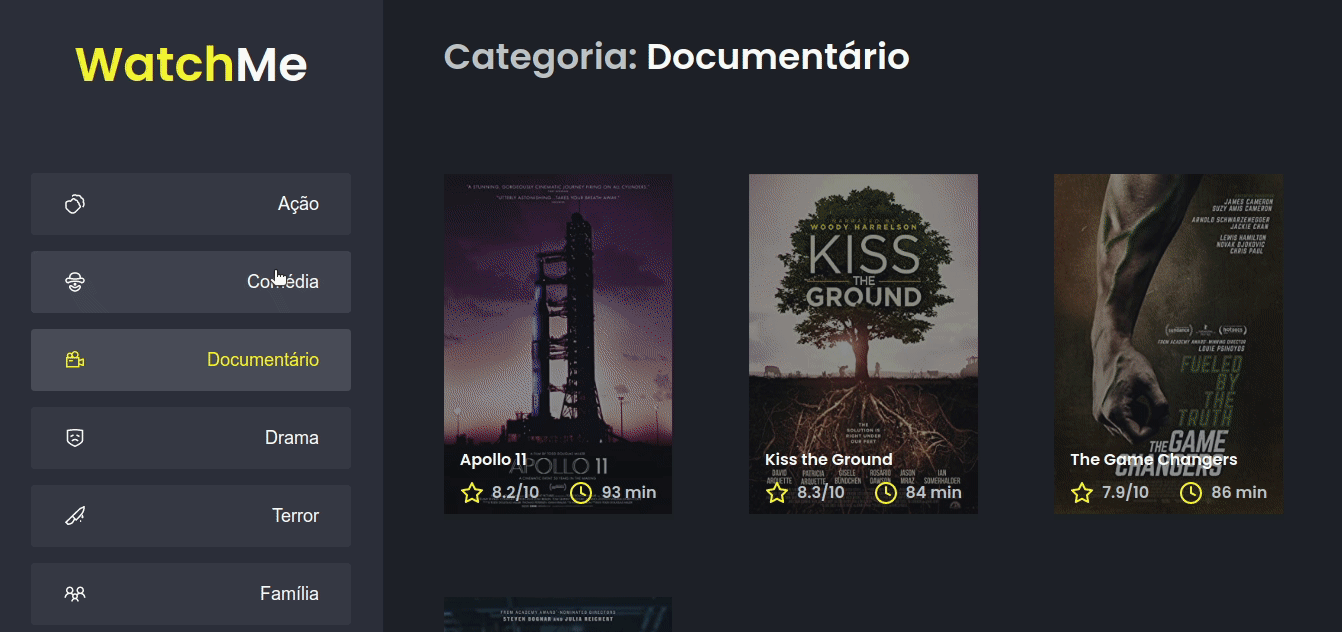 WatchMe
Ação
Comédia
Documentário
Drama
Terror
Família
Categoria: Documentário
"A STUNNING, GORGEOUSLY CINEMATIC JOURNEY FIRING ON ALL CYLINDERS."
"UTTERLY ASTONISHING...TAKES YOUR BREATH AWAY."
APOLLO 11
Apollo 11
8.2/10 93 min
NARRATED BY
WOODY HARRELSON
KISS
THE
GROUND
THE
SOLUTION IS
RIGHT UNDER
OUR FEET
DAVID ARQUETTE
PATRICIA ARQUETTE
GISELE BÜNDCHEN
ROSARIO DAWSON
JASON MRAZ
IAN SOMERHALDER
Kiss the Ground
8.3/10 84 min
JAMES CAMERON
SUZY AMIS CAMERON
ARNOLD SCHWARZENEGGER
JACKIE CHAN
LEWIS HAMILTON
NOVAK DJOKOVIC
CHRIS PAUL
sundance
FROM ACADEMY AWARD WINNING DIRECTOR
LOUIE PSIHOYOS
FUELED
BY
THE
TRUTH
THE GAME
CHANGERS
The Game Changers
7.9/10 86 min
FROM ACADEMY AWARD -NOMINATED DIRECTORS
STEVEN BOGNAR AND JULIA REICHERT